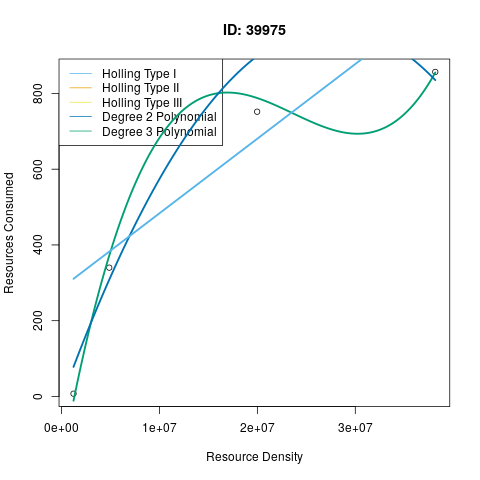 ID: 39975
Holling Type I
Holling Type II
Holling Type III
Degree 2 Polynomial
Degree 3 Polynomial
800
600
400
200
0
Resources Consumed
0e+00 1e+07 2e+07 3e+07
Resource Density